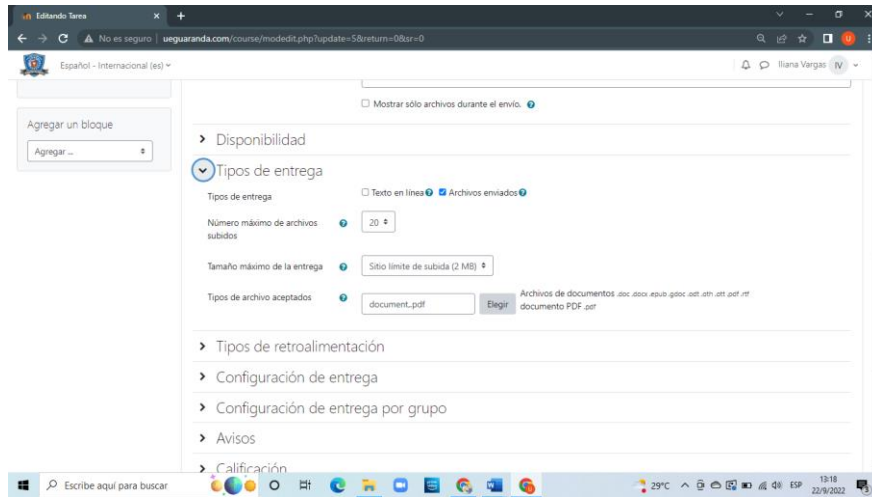 Editando Tarea
No es seguro | ueguaranda.com/course/modedit.php?update=5&return=0&sr=0
Español - Internacional (es)
Iliana Vargas IV
Mostrar sólo archivos durante el envío.
Agregar un bloque
Agregar ...
Disponibilidad
Tipos de entrega
Tipos de entrega
Texto en línea Archivos enviados
Número máximo de archivos
subidos
20
Tamaño máximo de la entrega
Sitio límite de subida (2 MB)
Tipos de archivo aceptados
document,.pdf
Elegir
Archivos de documentos .doc .docx .epub .gdoc .odt .oth .ott .pdf .rtf
documento PDF .pdf
Tipos de retroalimentación
Configuración de entrega
Configuración de entrega por grupo
Avisos
Calificación
Escribe aquí para buscar
29°C
ESP
13:18
22/9/2022